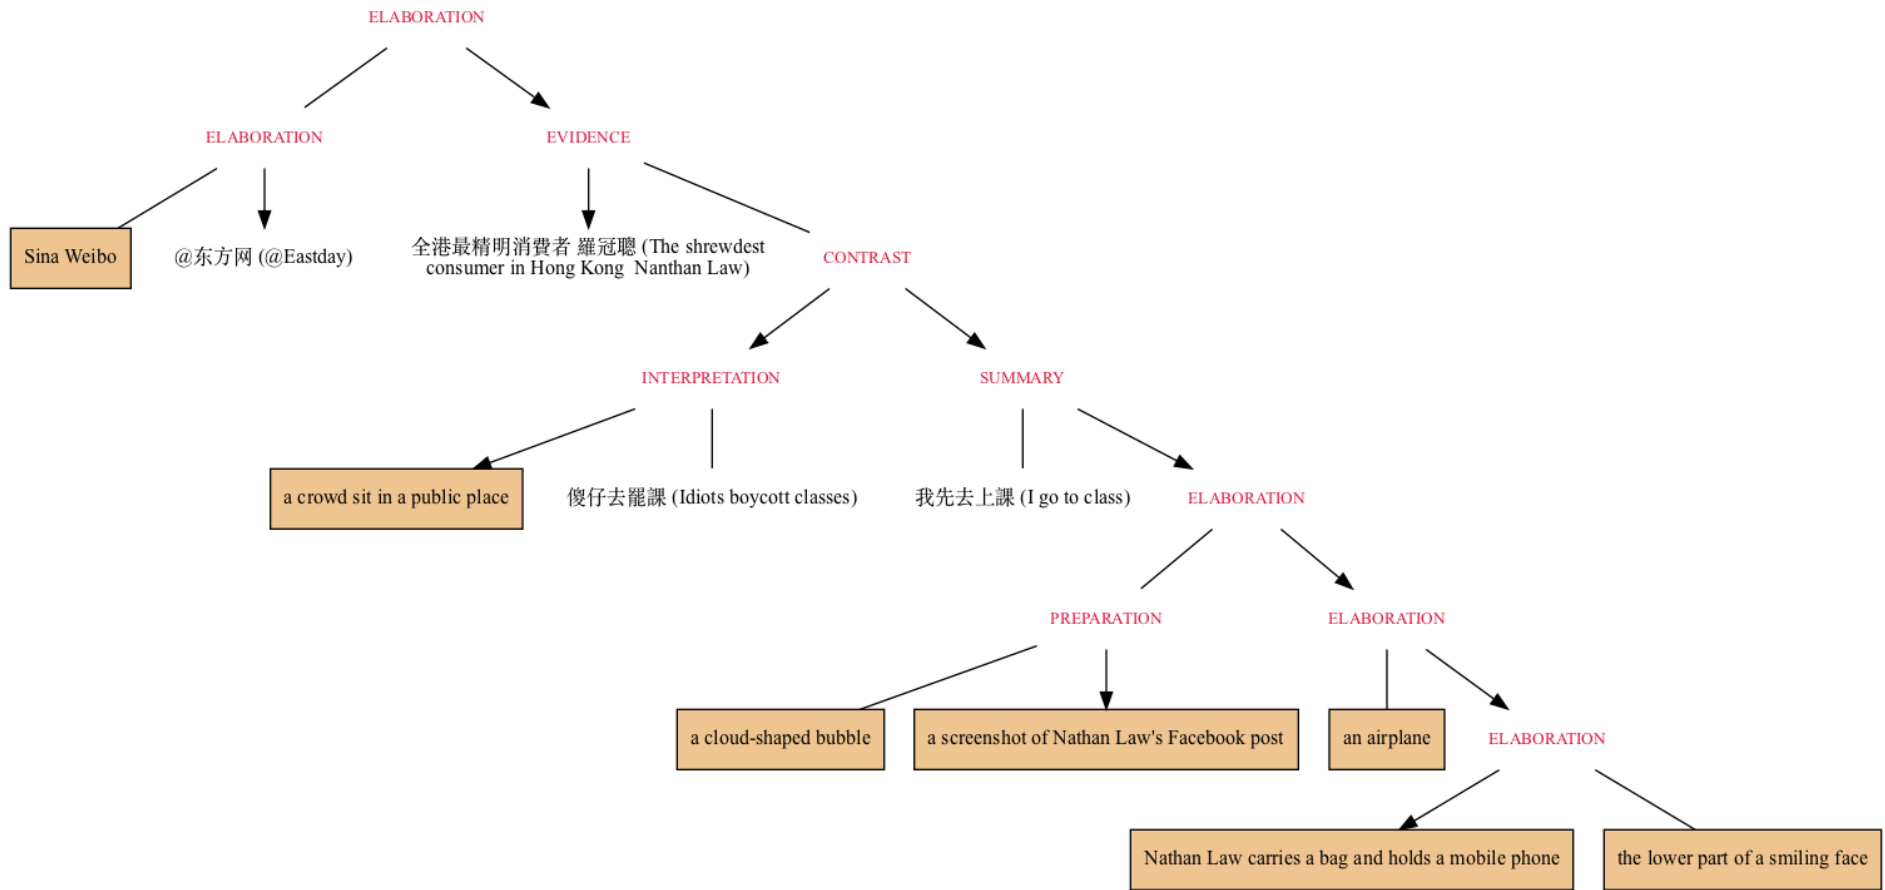 ELABORATION
ELABORATION
EVIDENCE
Sina Weibo
@东方网 (@Eastday)
全港最精明消費者 羅冠聰 (The shrewdest
consumer in Hong Kong  Nanthan Law)
CONTRAST
INTERPRETATION
SUMMARY
a crowd sit in a public place
傻仔去罷課 (Idiots boycott classes)
我先去上課 (I go to class)
ELABORATION
PREPARATION
ELABORATION
a cloud-shaped bubble
a screenshot of Nathan Law's Facebook post
an airplane
ELABORATION
Nathan Law carries a bag and holds a mobile phone
the lower part of a smiling face